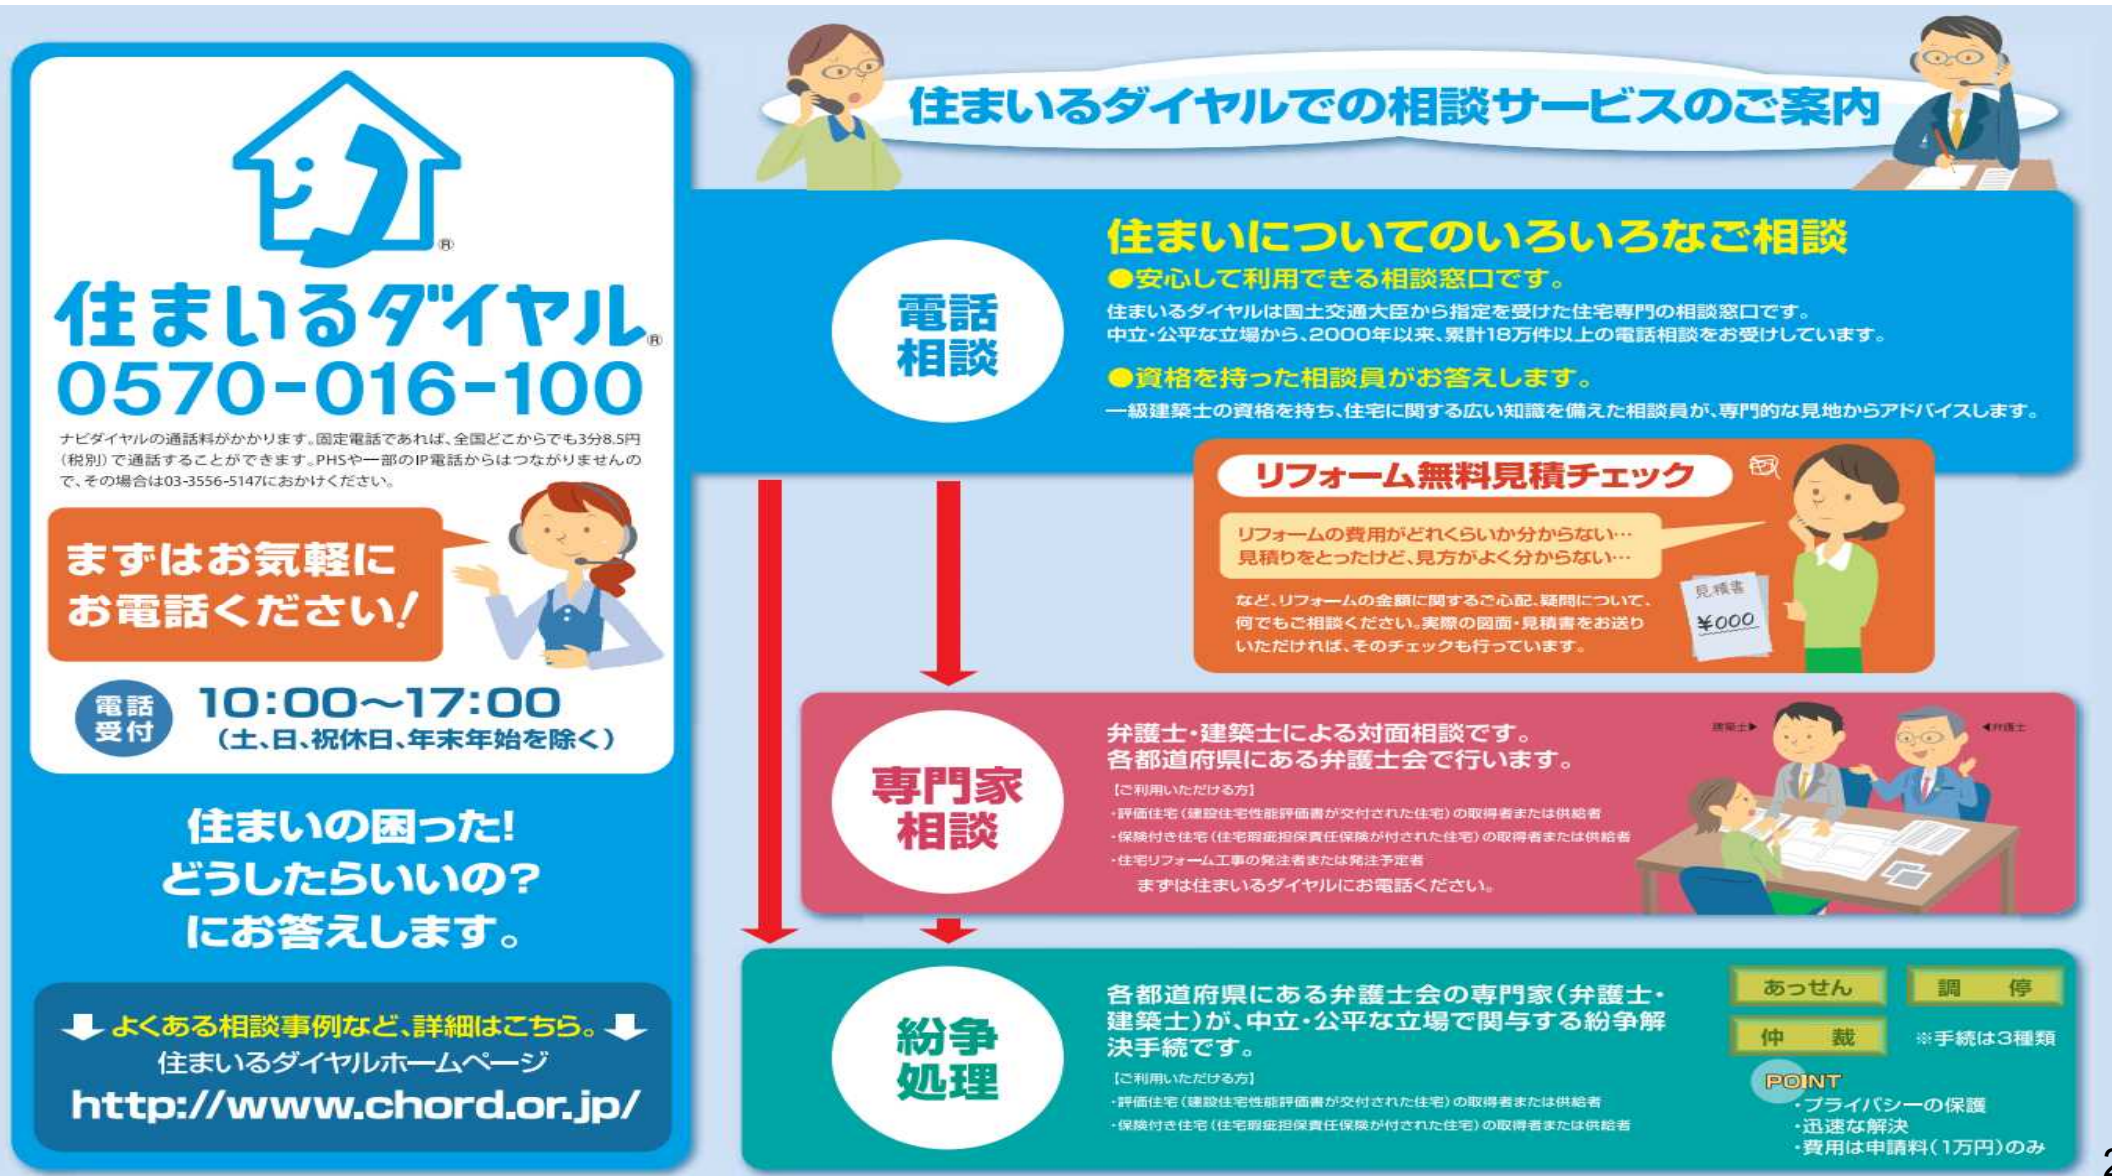 住まいるダイヤル®
0570-016-100
ナビダイヤルの通話料がかかります。固定電話であれば、全国どこからでも3分8.5円
(税別)で通話することができます。PHSや一部のIP電話からはつながりませんの
で、その場合は03-3556-5147におかけください。
まずはお気軽に
お電話ください!
電話
受付
10:00〜17:00
(土、日、祝休日、年末年始を除く)
住まいの困った!
どうしたらいいの?
にお答えします。
よくある相談事例など、詳細はこちら。
住まいるダイヤルホームページ
http://www.chord.or.jp/
住まいるダイヤルでの相談サービスのご案内
電話
相談
住まいについてのいろいろなご相談
●安心して利用できる相談窓口です。
住まいるダイヤルは国土交通大臣から指定を受けた住宅専門の相談窓口です。
中立・公平な立場から、2000年以来、累計18万件以上の電話相談をお受けしています。
●資格を持った相談員がお答えします。
一級建築士の資格を持ち、住宅に関する広い知識を備えた相談員が、専門的な見地からアドバイスします。
リフォーム無料見積チェック
リフォームの費用がどれくらいか分からない…
見積りをとったけど、見方がよく分からない…
など、リフォームの金額に関するご心配、疑問について、
何でもご相談ください。実際の図面・見積書をお送り
いただければ、そのチェックも行っています。
見積書
¥000
専門家
相談
弁護士・建築士による対面相談です。
各都道府県にある弁護士会で行います。
【ご利用いただける方】
・評価住宅(建設住宅性能評価書が交付された住宅)の取得者または供給者
・保険付き住宅(住宅瑕疵担保責任保険が付された住宅)の取得者または供給者
・住宅リフォーム工事の発注者または発注予定者
まずは住まいるダイヤルにお電話ください。
建築士▶
◀弁護士
紛争
処理
各都道府県にある弁護士会の専門家(弁護士・
建築士)が、中立・公平な立場で関与する紛争解
決手続です。
【ご利用いただける方】
・評価住宅(建設住宅性能評価書が交付された住宅)の取得者または供給者
・保険付き住宅(住宅瑕疵担保責任保険が付された住宅)の取得者または供給者
あっせん
調 停
仲 裁
※手続は3種類
POINT
・プライバシーの保護
・迅速な解決
・費用は申請料(1万円)のみ